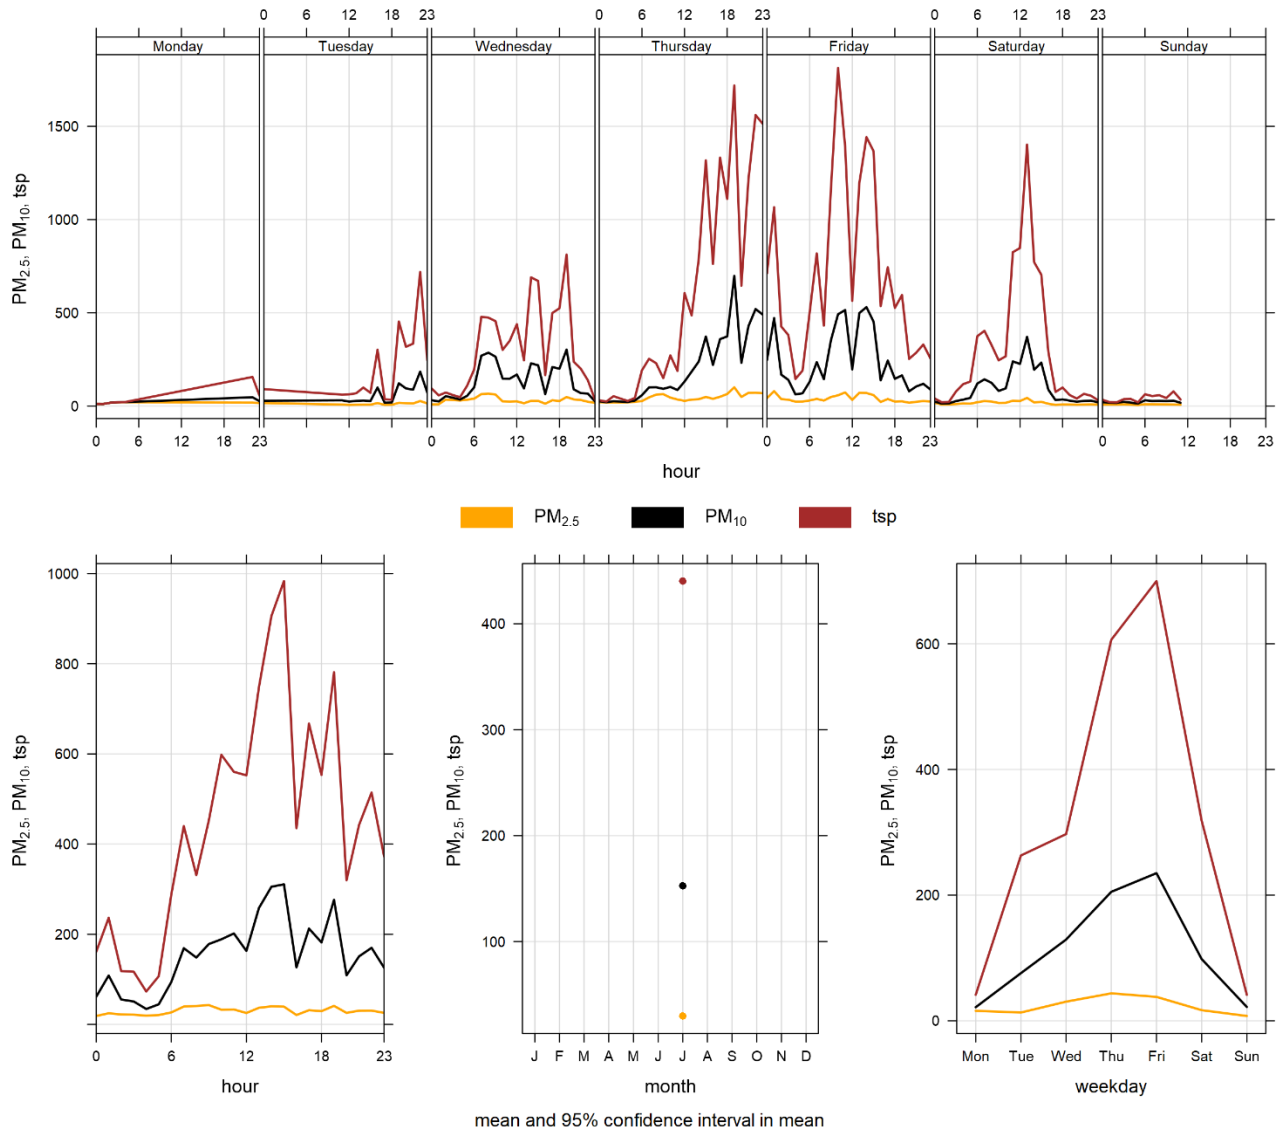 0 6 12 18 23 0 6 12 18 23 0 6 12 18 23
Monday Tuesday Wednesday Thursday Friday Saturday Sunday
1500
1000
500
0
PM2.5, PM10, tsp
0 6 12 18 23 0 6 12 18 23 0 6 12 18 23 0 6 12 18 23
hour
PM2.5 PM10 tsp
1000
800
600
400
200
PM2.5, PM10, tsp
0 6 12 18 23
hour
400
300
200
100
PM2.5, PM10, tsp
J F M A M J J A S O N D
month
600
400
200
0
PM2.5, PM10, tsp
Mon Tue Wed Thu Fri Sat Sun
weekday
mean and 95% confidence interval in mean